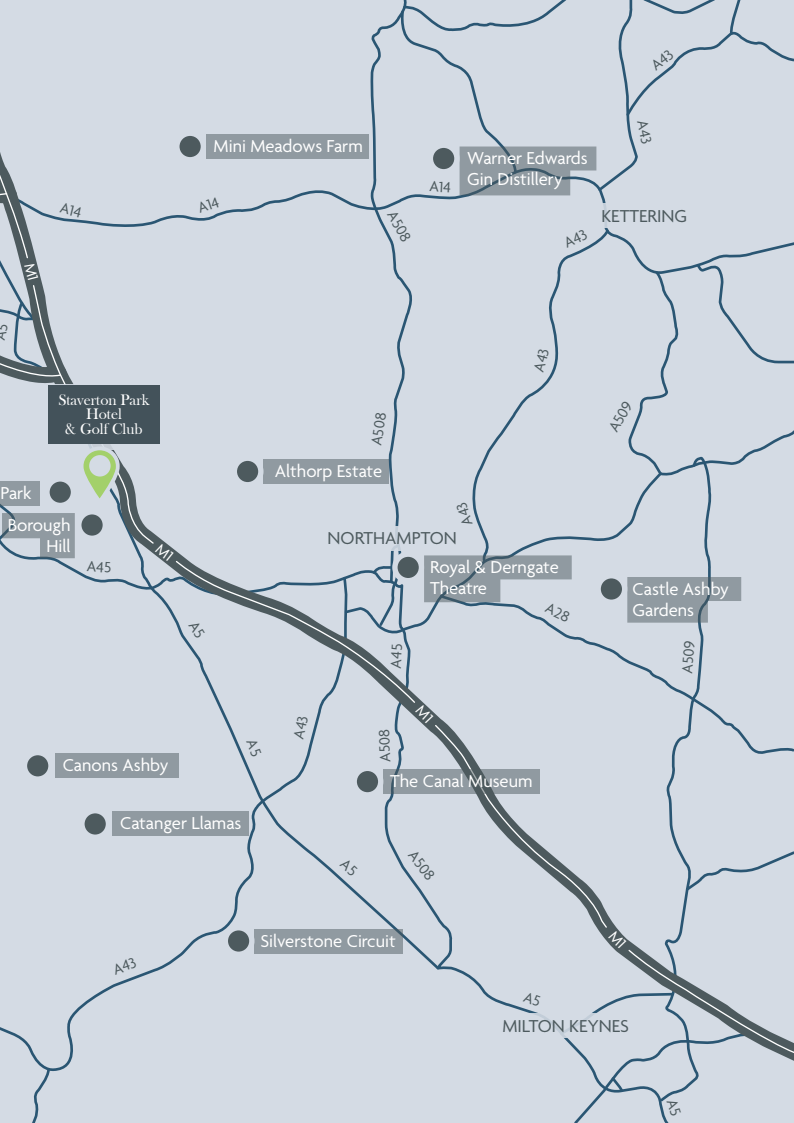 A43
A43
Mini Meadows Farm
Warner Edwards
Gin Distillery
A14
A14
A14
A508
KETTERING
A43
M1
A5
A43
Staverton Park
Hotel
& Golf Club
A509
A508
Althorp Estate
Park
A43
Borough
Hill
NORTHAMPTON
M1
A45
Royal & Derngate
Theatre
Castle Ashby
Gardens
A28
A5
A45
A509
M1
A43
A5
A508
Canons Ashby
The Canal Museum
Catanger Llamas
A5
A508
Silverstone Circuit
M1
A43
A5
MILTON KEYNES
A5